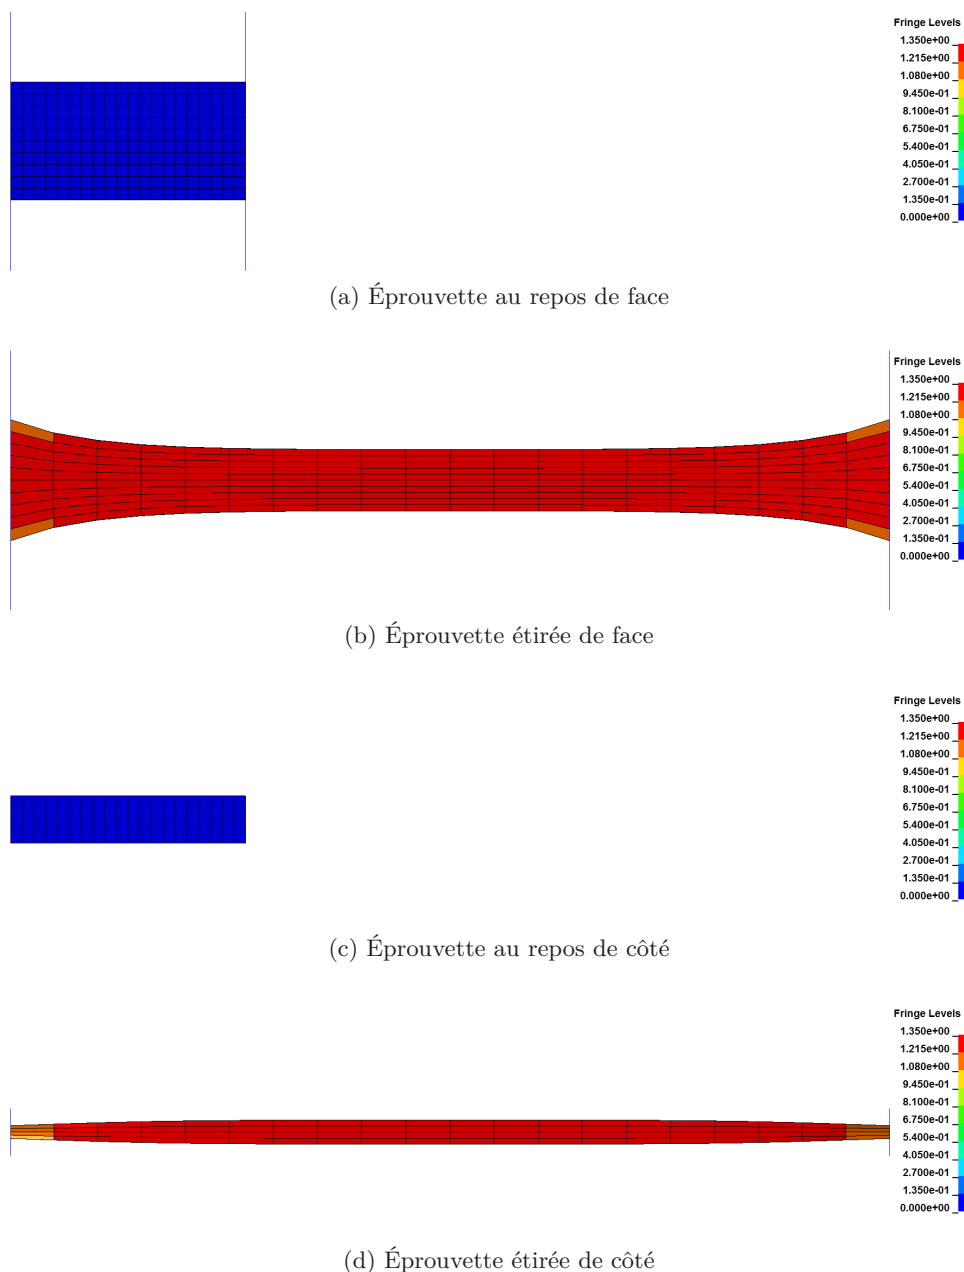 Fringe Levels
1.350e+00
1.215e+00
1.080e+00
9.450e-01
8.100e-01
6.750e-01
5.400e-01
4.050e-01
2.700e-01
1.350e-01
0.000e+00
(a) Éprouvette au repos de face
Fringe Levels
1.350e+00
1.215e+00
1.080e+00
9.450e-01
8.100e-01
6.750e-01
5.400e-01
4.050e-01
2.700e-01
1.350e-01
0.000e+00
(b) Éprouvette étirée de face
Fringe Levels
1.350e+00
1.215e+00
1.080e+00
9.450e-01
8.100e-01
6.750e-01
5.400e-01
4.050e-01
2.700e-01
1.350e-01
0.000e+00
(c) Éprouvette au repos de côté
Fringe Levels
1.350e+00
1.215e+00
1.080e+00
9.450e-01
8.100e-01
6.750e-01
5.400e-01
4.050e-01
2.700e-01
1.350e-01
0.000e+00
(d) Éprouvette étirée de côté